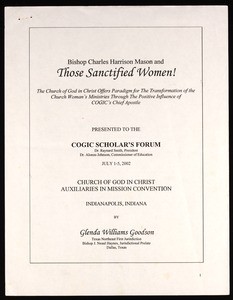 Bishop Charles Harrison Mason and
Those Sanctified Women!
The Church of God in Christ Offers Paradigm for The Transformation of the
Church Woman's Ministries Through The Positive Influence of
COGIC's Chief Apostle
PRESENTED TO THE
COGIC SCHOLAR'S FORUM
Dr. Raynard Smith, President
Dr. Alonzo Johnson, Commissioner of Education
JULY 1-5, 2002
CHURCH OF GOD IN CHRIST
AUXILIARIES IN MISSION CONVENTION
INDIANAPOLIS, INDIANA
BY
Glenda Williams Goodson
Texas Northeast First Jurisdiction
Bishop J. Neaul Haynes, Jurisdictional Prelate
Dallas, Texas
1